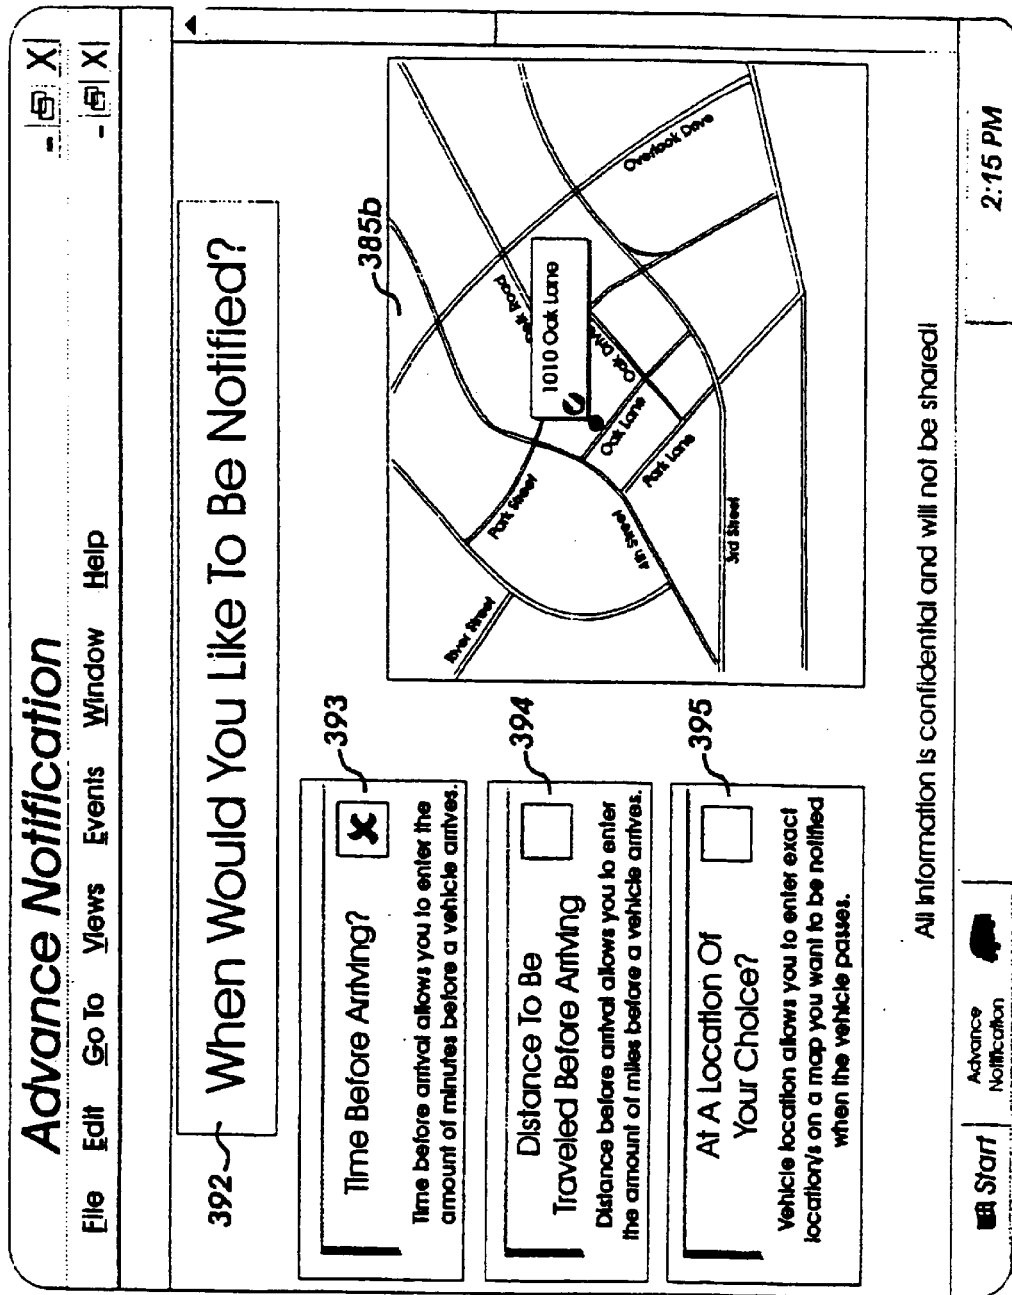 Advance Notification
File Edit Go To Views Events Window Help
392
When Would You Like To Be Notified?
393
Time Before Arriving?
Time before arrival allows you to enter the
amount of minutes before a vehicle arrives.
394
Distance To Be
Traveled Before Arriving
Distance before arrival allows you to enter
the amount of miles before a vehicle arrives.
395
At A Location Of
Your Choice?
Vehicle location allows you to enter exact
location/s on a map you want to be notified
when the vehicle passes.
385b
River Street
Park Street
4th Street
3rd Street
Park Lane
Oak Lane
Oak Drive
Road
1010 Oak Lane
Overlook Drive
All information is confidential and will not be shared!
Start
Advance
Notification
2:15 PM